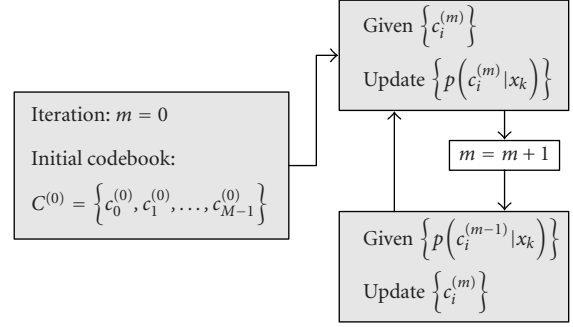 Iteration: m = 0
Initial codebook:
C^{(0)} = {c_0^{(0)}, c_1^{(0)}, ..., c_{M−1}^{(0)}}
Given {c_i^{(m)}}
Update {p(c_i^{(m)}|x_k)}
m = m + 1
Given {p(c_i^{(m−1)}|x_k)}
Update {c_i^{(m)}}